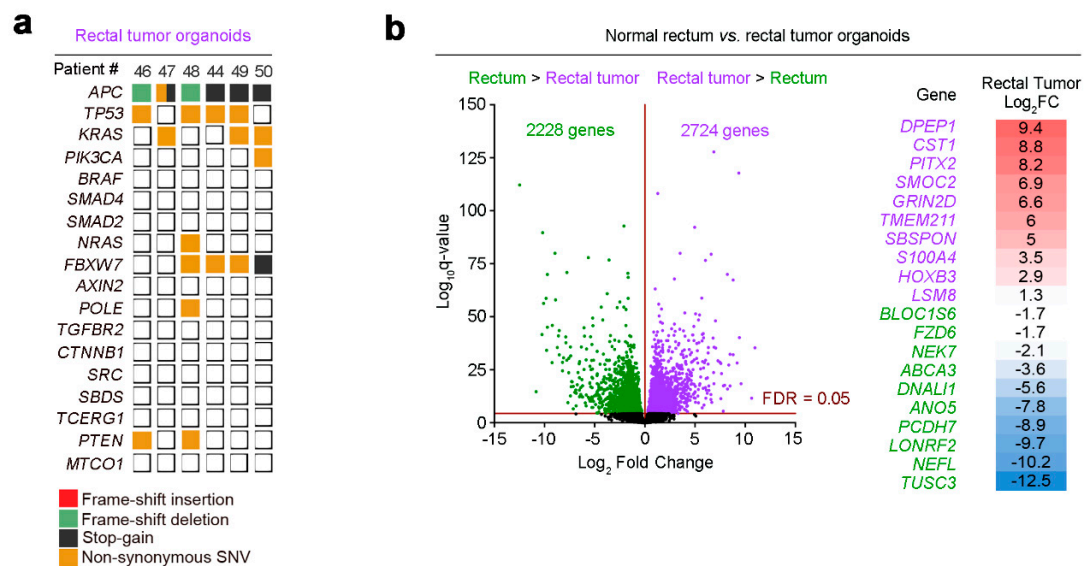 a
Rectal tumor organoids
Patient # 46 47 48 44 49 50
APC
TP53
KRAS
PIK3CA
BRAF
SMAD4
SMAD2
NRAS
FBXW7
AXIN2
POLE
TGFBR2
CTNNB1
SRC
SBDS
TCERG1
PTEN
MTCO1
Frame-shift insertion
Frame-shift deletion
Stop-gain
Non-synonymous SNV
b
Normal rectum vs. rectal tumor organoids
Rectum > Rectal tumor
Rectal tumor > Rectum
2228 genes
2724 genes
Log10q-value
150
125
100
75
50
25
0
FDR = 0.05
-15 -10 -5 0 5 10 15
Log2 Fold Change
Gene
Rectal Tumor
Log2FC
DPEP1 9.4
CST1 8.8
PITX2 8.2
SMOC2 6.9
GRIN2D 6.6
TMEM211 6
SBSPON 5
S100A4 3.5
HOXB3 2.9
LSM8 1.3
BLOC1S6 -1.7
FZD6 -1.7
NEK7 -2.1
ABCA3 -3.6
DNALI1 -5.6
ANO5 -7.8
PCDH7 -8.9
LONRF2 -9.7
NEFL -10.2
TUSC3 -12.5